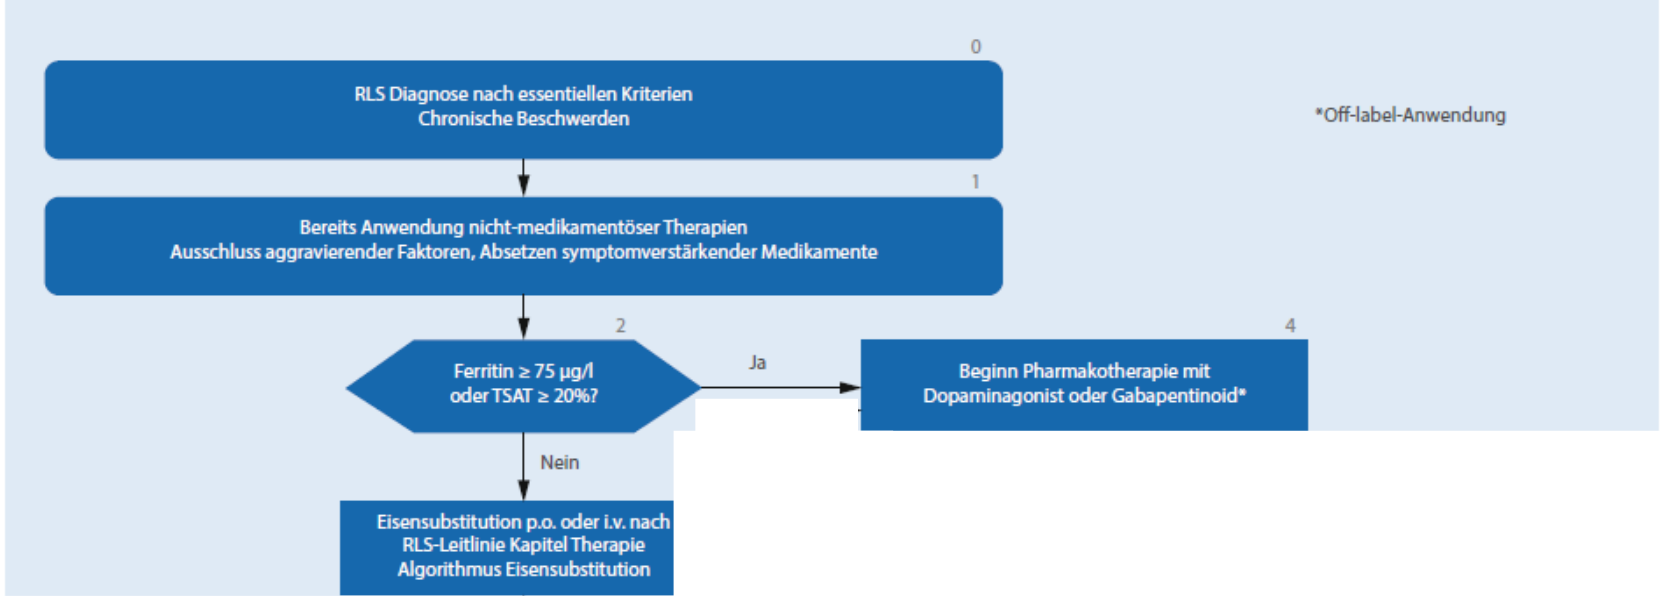 0
RLS Diagnose nach essentiellen Kriterien
Chronische Beschwerden
*Off-label-Anwendung
1
Bereits Anwendung nicht-medikamentöser Therapien
Ausschluss aggravierender Faktoren, Absetzen symptomverstärkender Medikamente
2
Ferritin ≥ 75 µg/l
oder TSAT ≥ 20%?
Ja
4
Beginn Pharmakotherapie mit
Dopaminagonist oder Gabapentinoid*
Nein
Eisensubstitution p.o. oder i.v. nach
RLS-Leitlinie Kapitel Therapie
Algorithmus Eisensubstitution